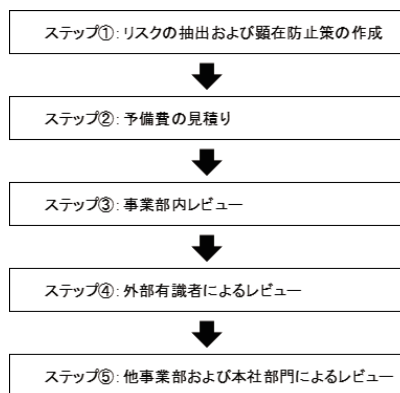 ステップ①: リスクの抽出および顕在防止策の作成
ステップ②: 予備費の見積り
ステップ③: 事業部内レビュー
ステップ④: 外部有識者によるレビュー
ステップ⑤: 他事業部および本社部門によるレビュー